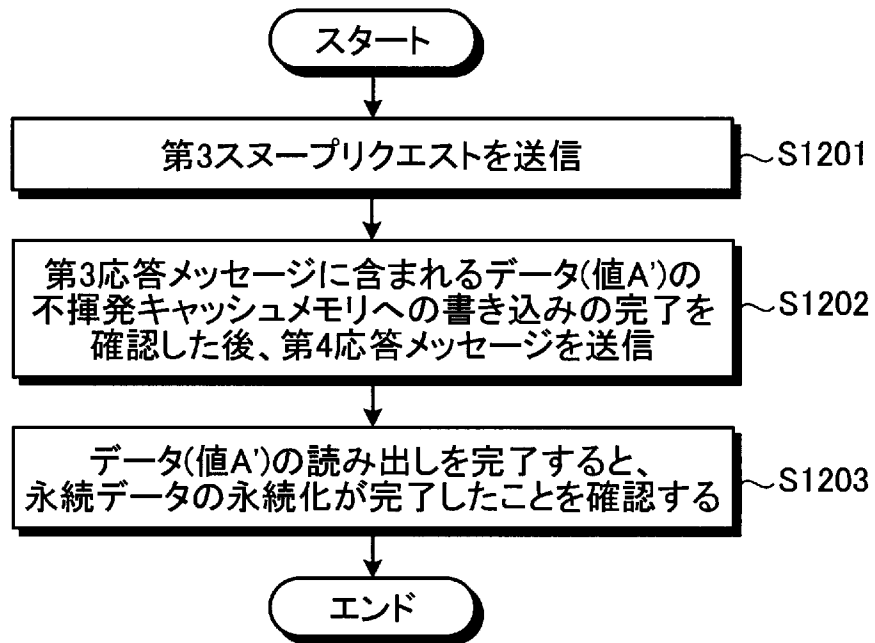 スタート
第3スヌープリクエストを送信
~S1201
第3応答メッセージに含まれるデータ(値A')の
不揮発キャッシュメモリへの書き込みの完了を
確認した後、第4応答メッセージを送信
~S1202
データ(値A')の読み出しを完了すると、
永続データの永続化が完了したことを確認する
~S1203
エンド